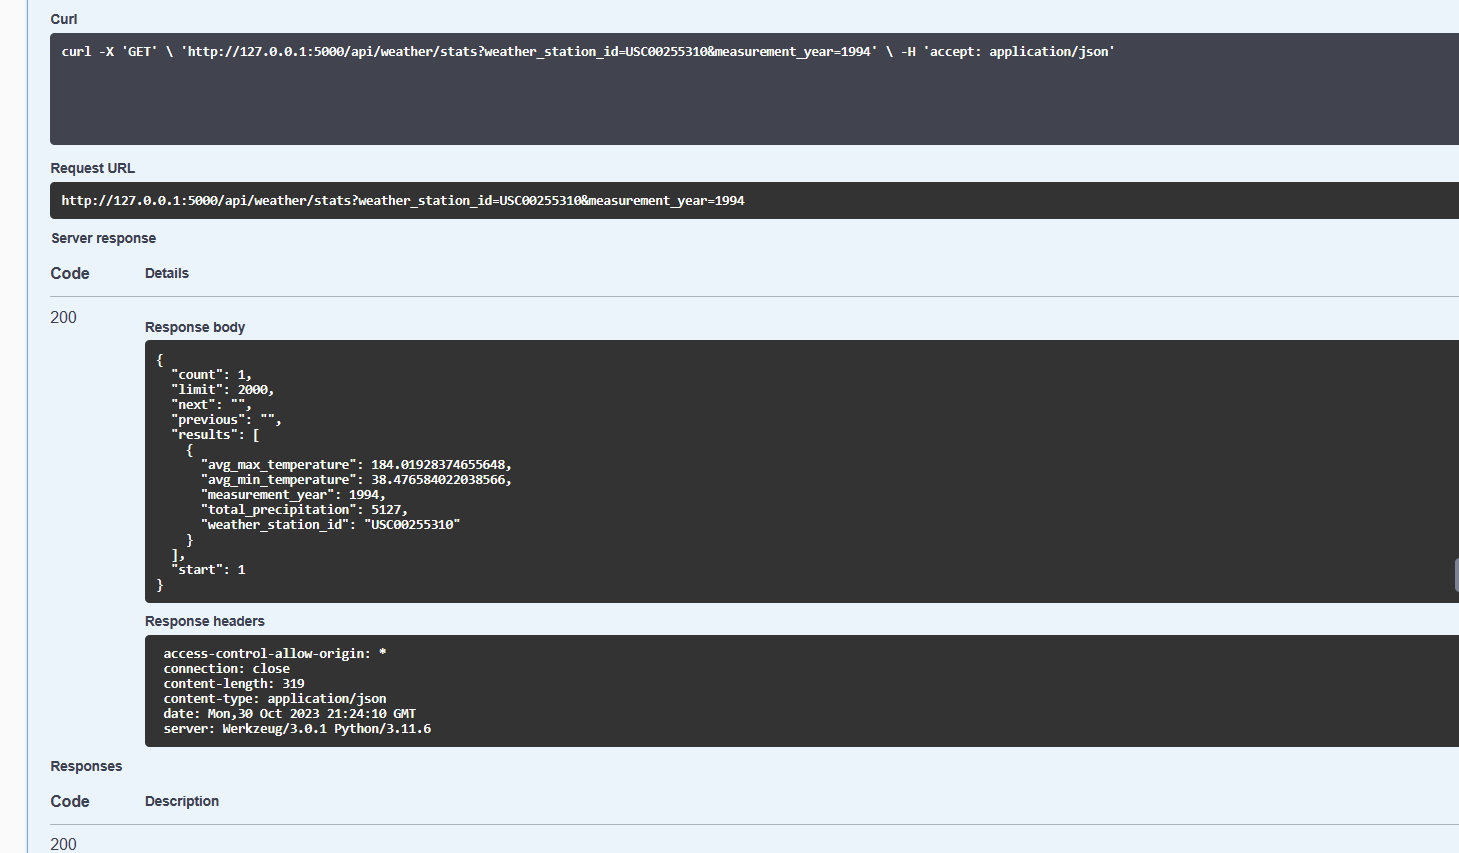 Curl
curl -X 'GET' \ 'http://127.0.0.1:5000/api/weather/stats?weather_station_id=USC00255310&measurement_year=1994' \ -H 'accept: application/json'
Request URL
http://127.0.0.1:5000/api/weather/stats?weather_station_id=USC00255310&measurement_year=1994
Server response
Code Details
200
Response body
{
  "count": 1,
  "limit": 2000,
  "next": "",
  "previous": "",
  "results": [
    {
      "avg_max_temperature": 184.01928374655648,
      "avg_min_temperature": 38.476584022038566,
      "measurement_year": 1994,
      "total_precipitation": 5127,
      "weather_station_id": "USC00255310"
    }
  ],
  "start": 1
}
Response headers
access-control-allow-origin: *
connection: close
content-length: 319
content-type: application/json
date: Mon,30 Oct 2023 21:24:10 GMT
server: Werkzeug/3.0.1 Python/3.11.6
Responses
Code Description
200